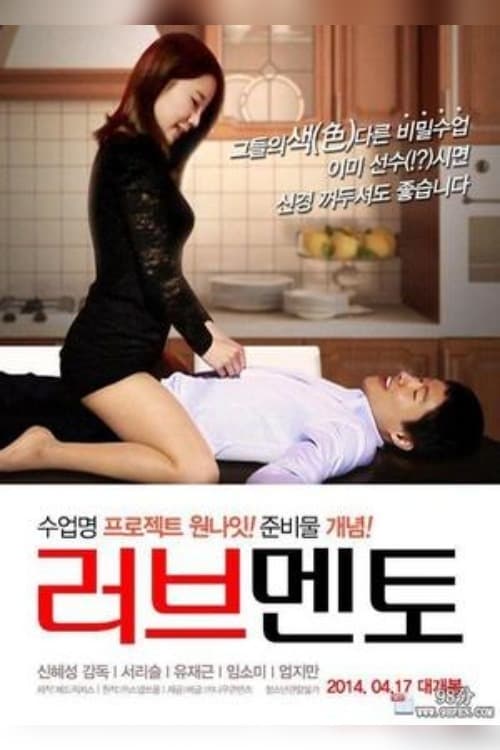 그들의 색(色)다른 비밀수업
이미 선수(!?)시면
신경 꺼두셔도 좋습니다
수업명 프로젝트 원나잇! 준비물 개념!
러브멘토
신혜성 감독 | 서리슬 | 유재근 | 임소미 | 엄지만
2014. 04.17 대개봉
98分